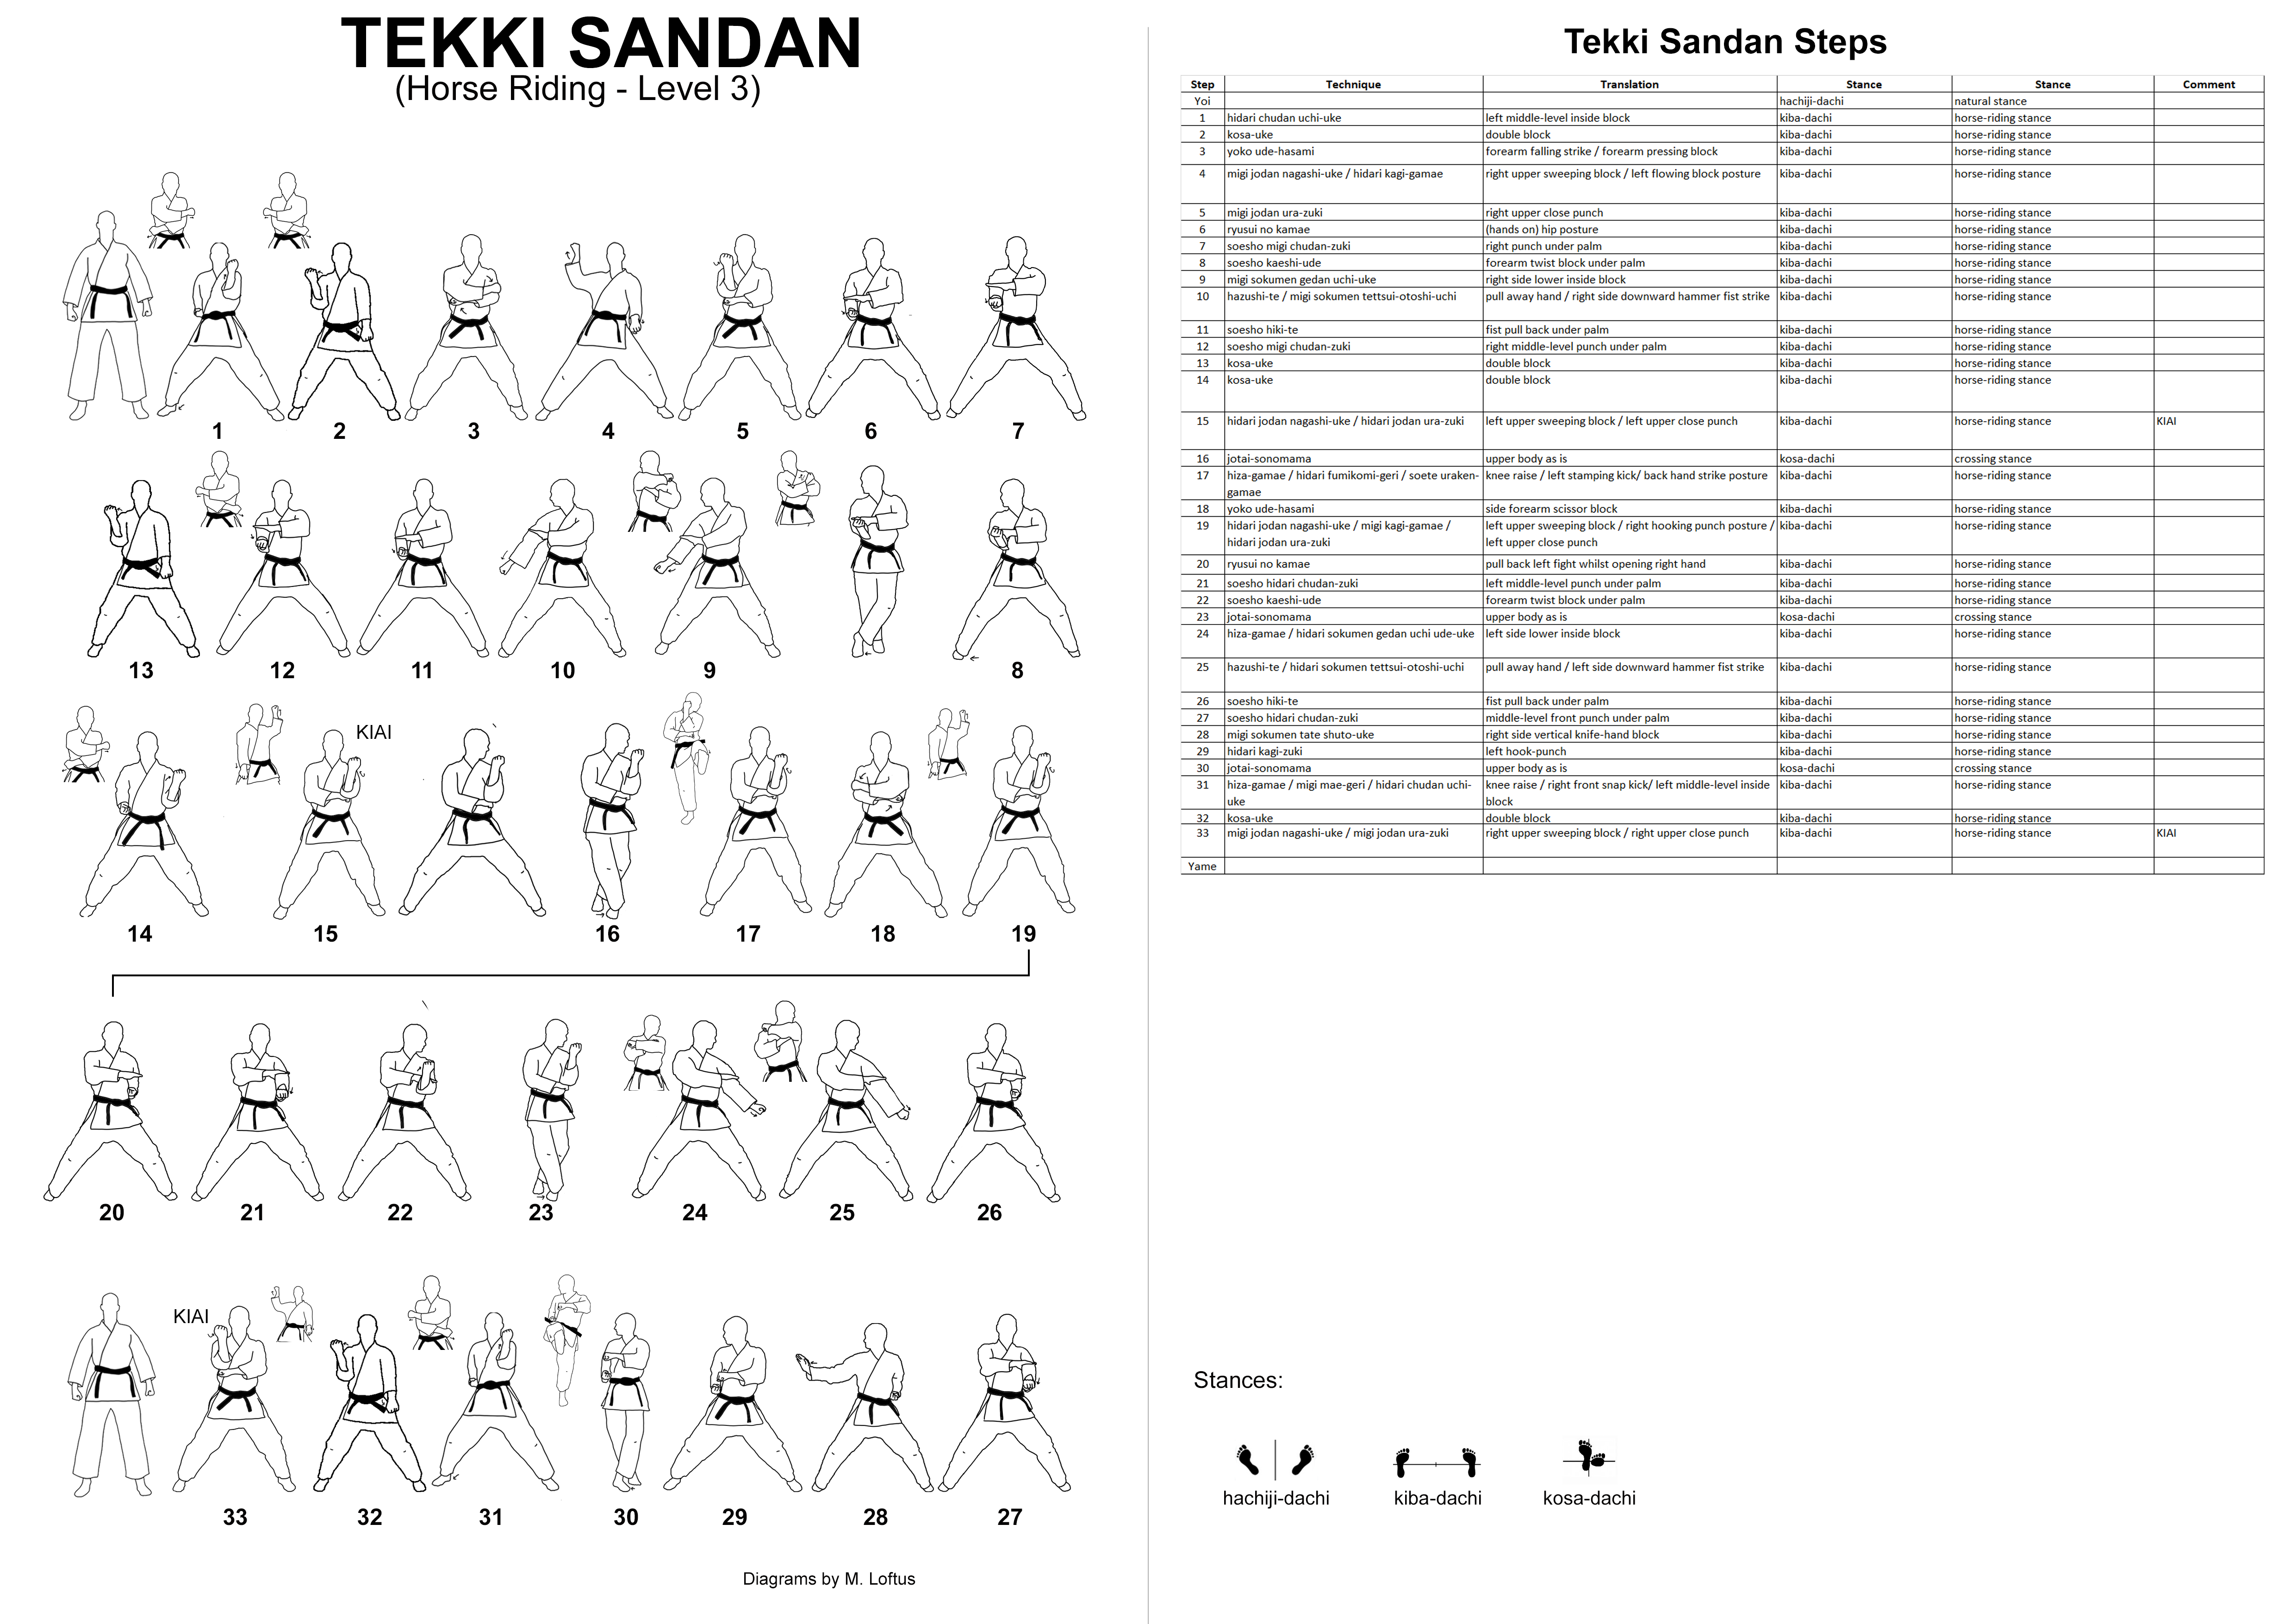 TEKKI SANDAN
(Horse Riding - Level 3)
1 2 3 4 5 6 7
13 12 11 10 9 8
KIAI
14 15 16 17 18 19
20 21 22 23 24 25 26
KIAI
33 32 31 30 29 28 27
Diagrams by M. Loftus
Tekki Sandan Steps
Step Technique Translation Stance Stance Comment
Yoi hachiji-dachi natural stance
1 hidari chudan uchi-uke left middle-level inside block kiba-dachi horse-riding stance
2 kosa-uke double block kiba-dachi horse-riding stance
3 yoko ude-hasami forearm falling strike / forearm pressing block kiba-dachi horse-riding stance
4 migi jodan nagashi-uke / hidari kagi-gamae right upper sweeping block / left flowing block posture kiba-dachi horse-riding stance
5 migi jodan ura-zuki right upper close punch kiba-dachi horse-riding stance
6 ryusui no kamae (hands on) hip posture kiba-dachi horse-riding stance
7 soesho migi chudan-zuki right punch under palm kiba-dachi horse-riding stance
8 soesho kaeshi-ude forearm twist block under palm kiba-dachi horse-riding stance
9 migi sokumen gedan uchi-uke right side lower inside block kiba-dachi horse-riding stance
10 hazushi-te / migi sokumen tettsui-otoshi-uchi pull away hand / right side downward hammer fist strike kiba-dachi horse-riding stance
11 soesho hiki-te fist pull back under palm kiba-dachi horse-riding stance
12 soesho migi chudan-zuki right middle-level punch under palm kiba-dachi horse-riding stance
13 kosa-uke double block kiba-dachi horse-riding stance
14 kosa-uke double block kiba-dachi horse-riding stance
15 hidari jodan nagashi-uke / hidari jodan ura-zuki left upper sweeping block / left upper close punch kiba-dachi horse-riding stance KIAI
16 jotai-sonomama upper body as is kosa-dachi crossing stance
17 hiza-gamae / hidari fumikomi-geri / soete uraken- knee raise / left stamping kick/ back hand strike posture kiba-dachi horse-riding stance
gamae
18 yoko ude-hasami side forearm scissor block kiba-dachi horse-riding stance
19 hidari jodan nagashi-uke / migi kagi-gamae / left upper sweeping block / right hooking punch posture / kiba-dachi horse-riding stance
hidari jodan ura-zuki left upper close punch
20 ryusui no kamae pull back left fight whilst opening right hand kiba-dachi horse-riding stance
21 soesho hidari chudan-zuki left middle-level punch under palm kiba-dachi horse-riding stance
22 soesho kaeshi-ude forearm twist block under palm kiba-dachi horse-riding stance
23 jotai-sonomama upper body as is kosa-dachi crossing stance
24 hiza-gamae / hidari sokumen gedan uchi ude-uke left side lower inside block kiba-dachi horse-riding stance
25 hazushi-te / hidari sokumen tettsui-otoshi-uchi pull away hand / left side downward hammer fist strike kiba-dachi horse-riding stance
26 soesho hiki-te fist pull back under palm kiba-dachi horse-riding stance
27 soesho hidari chudan-zuki middle-level front punch under palm kiba-dachi horse-riding stance
28 migi sokumen tate shuto-uke right side vertical knife-hand block kiba-dachi horse-riding stance
29 hidari kagi-zuki left hook-punch kiba-dachi horse-riding stance
30 jotai-sonomama upper body as is kosa-dachi crossing stance
31 hiza-gamae / migi mae-geri / hidari chudan uchi- knee raise / right front snap kick/ left middle-level inside kiba-dachi horse-riding stance
uke block
32 kosa-uke double block kiba-dachi horse-riding stance
33 migi jodan nagashi-uke / migi jodan ura-zuki right upper sweeping block / right upper close punch kiba-dachi horse-riding stance KIAI
Yame
Stances:
hachiji-dachi kiba-dachi kosa-dachi